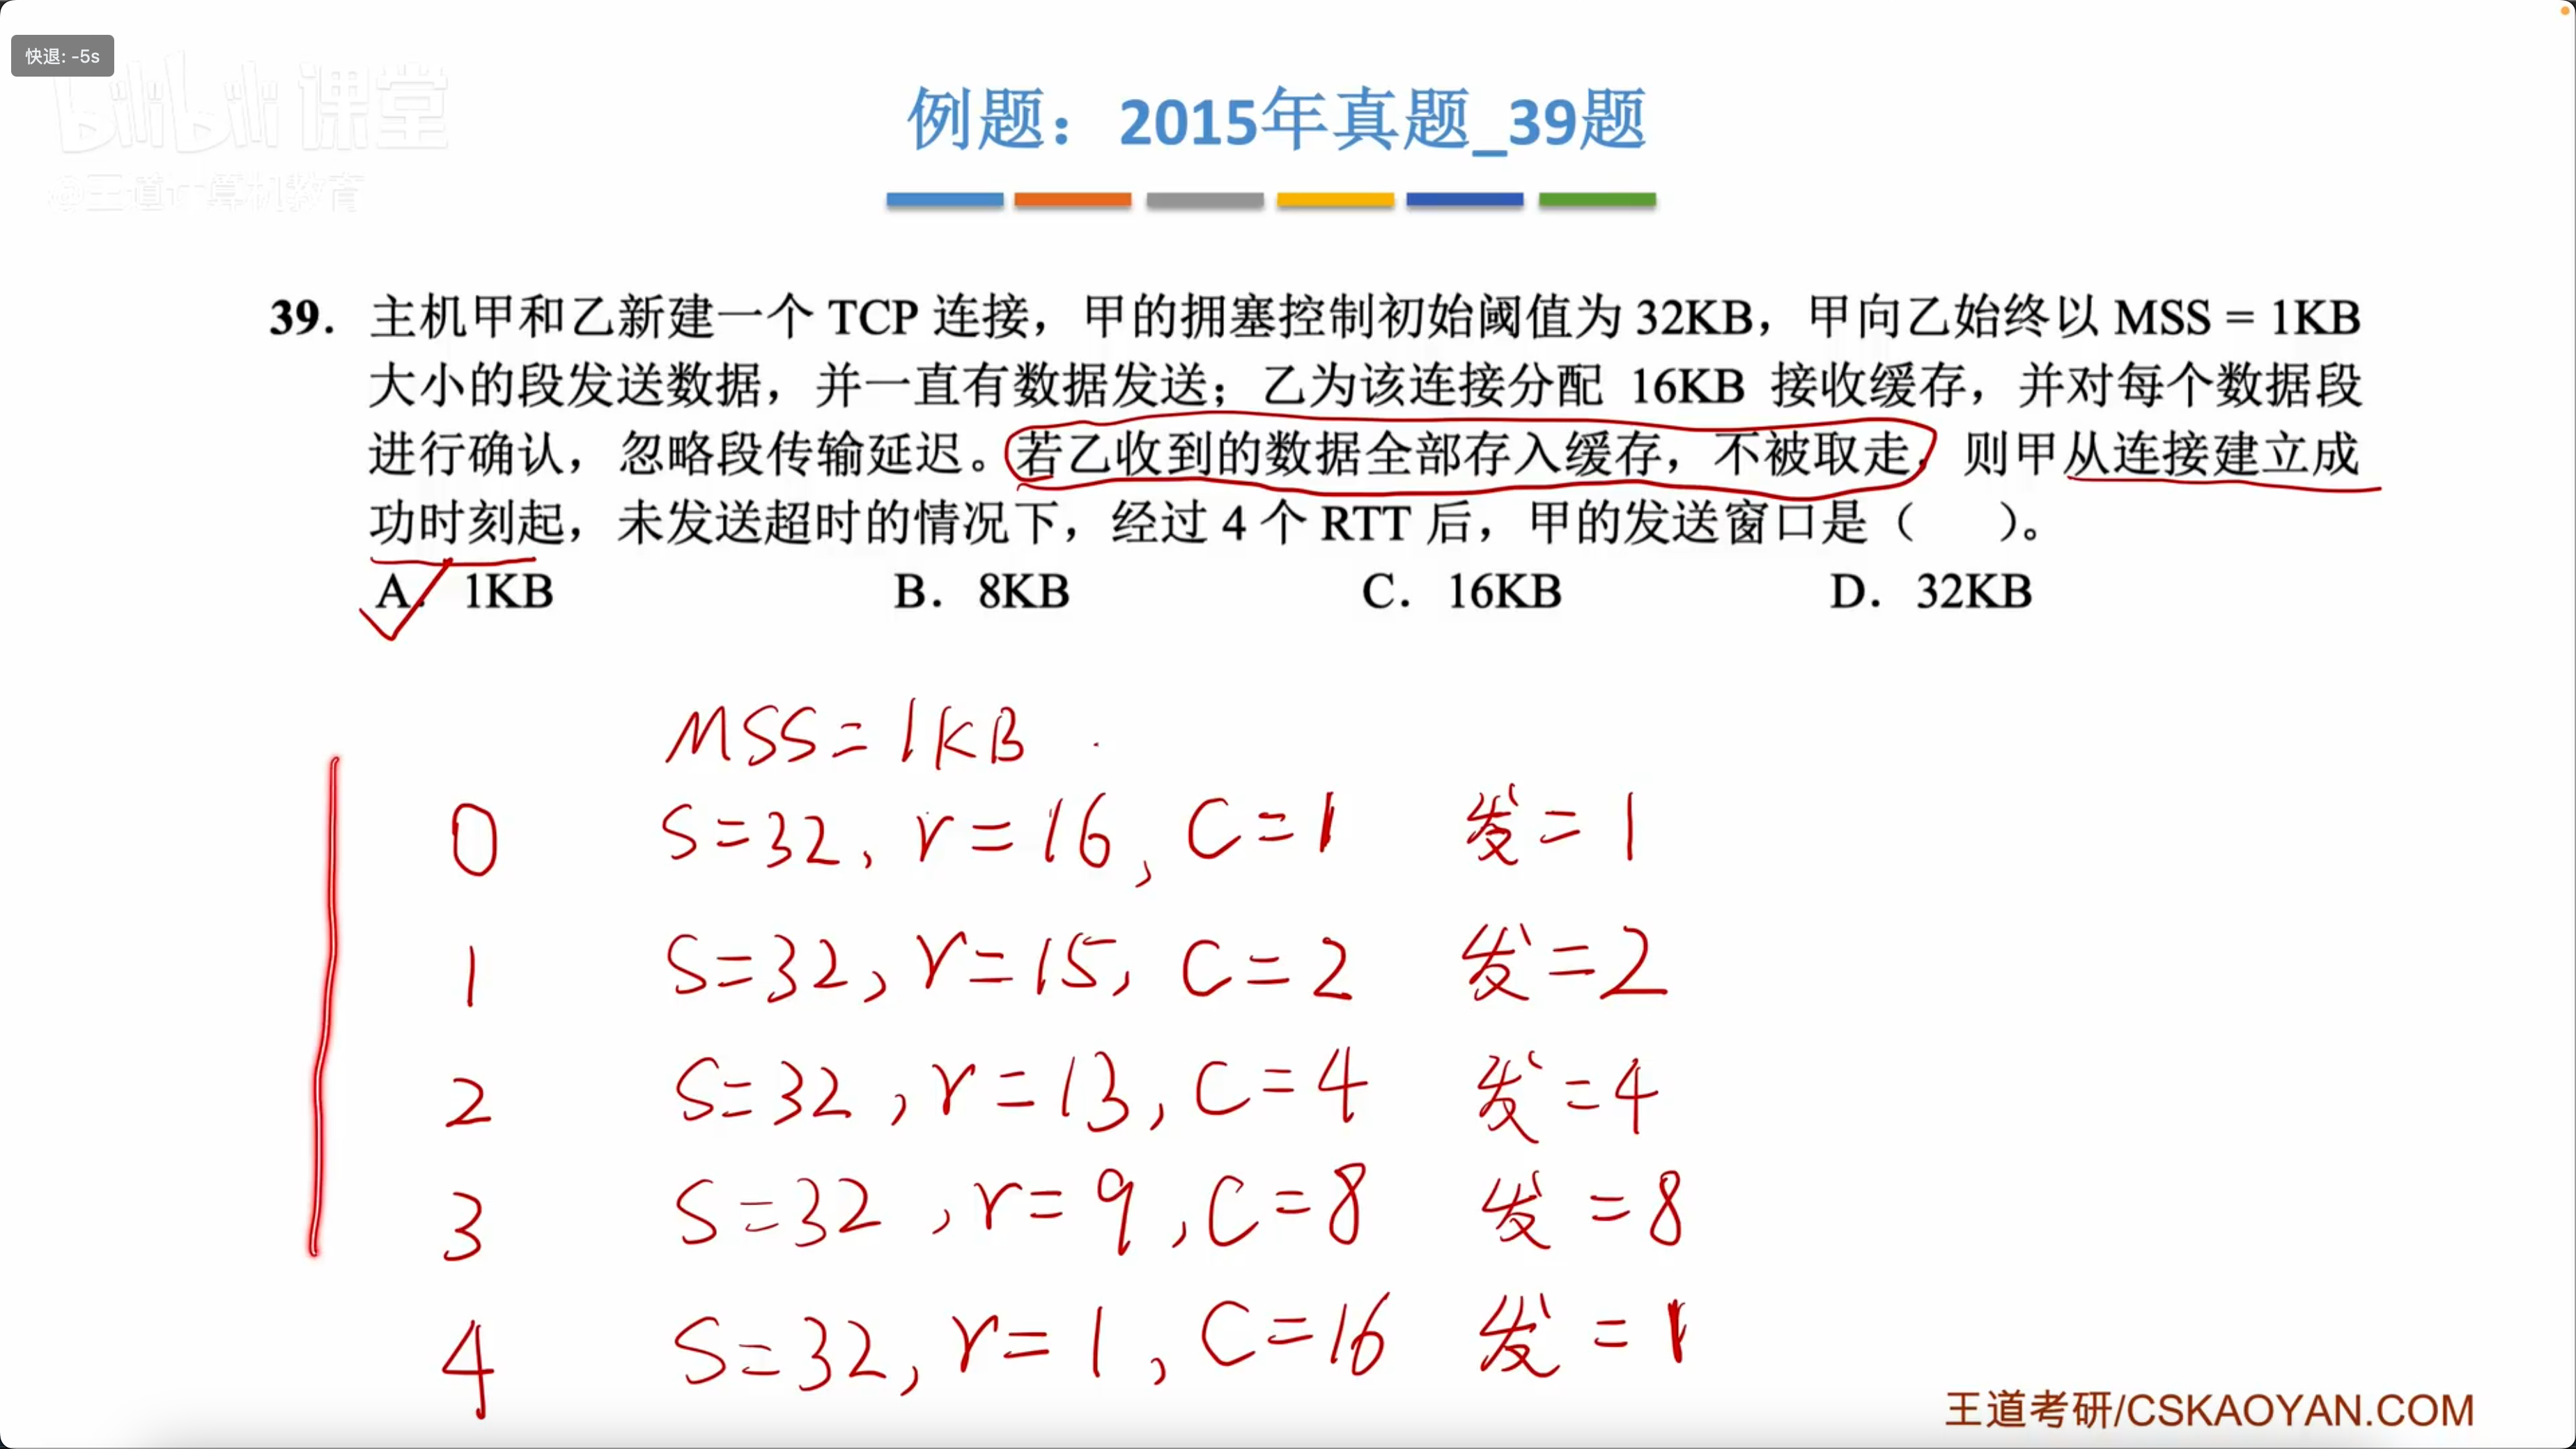 快退: -5s
bilibili课堂
@王道计算机教育
例题：2015年真题_39题
39. 主机甲和乙新建一个 TCP 连接，甲的拥塞控制初始阈值为 32KB，甲向乙始终以 MSS = 1KB
大小的段发送数据，并一直有数据发送；乙为该连接分配 16KB 接收缓存，并对每个数据段
进行确认，忽略段传输延迟。若乙收到的数据全部存入缓存，不被取走，则甲从连接建立成
功时刻起，未发送超时的情况下，经过 4 个 RTT 后，甲的发送窗口是（ ）。
A. 1KB B. 8KB C. 16KB D. 32KB
MSS=1KB
0 S=32, r=16, C=1 发=1
1 S=32, r=15, C=2 发=2
2 S=32, r=13, C=4 发=4
3 S=32, r=9, C=8 发=8
4 S=32, r=1, C=16 发=1
王道考研/CSKAOYAN.COM